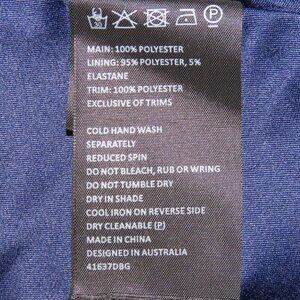 MAIN: 100% POLYESTER
LINING: 95% POLYESTER, 5%
ELASTANE
TRIM: 100% POLYESTER
EXCLUSIVE OF TRIMS
COLD HAND WASH
SEPARATELY
REDUCED SPIN
DO NOT BLEACH, RUB OR WRING
DO NOT TUMBLE DRY
DRY IN SHADE
COOL IRON ON REVERSE SIDE
DRY CLEANABLE (P)
MADE IN CHINA
DESIGNED IN AUSTRALIA
41637DBG